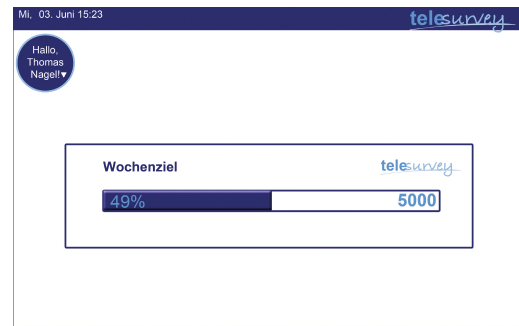 Mi, 03. Juni 15:23
telesurvey
Hallo,
Thomas
Nagel!▼
Wochenziel
telesurvey
49%
5000